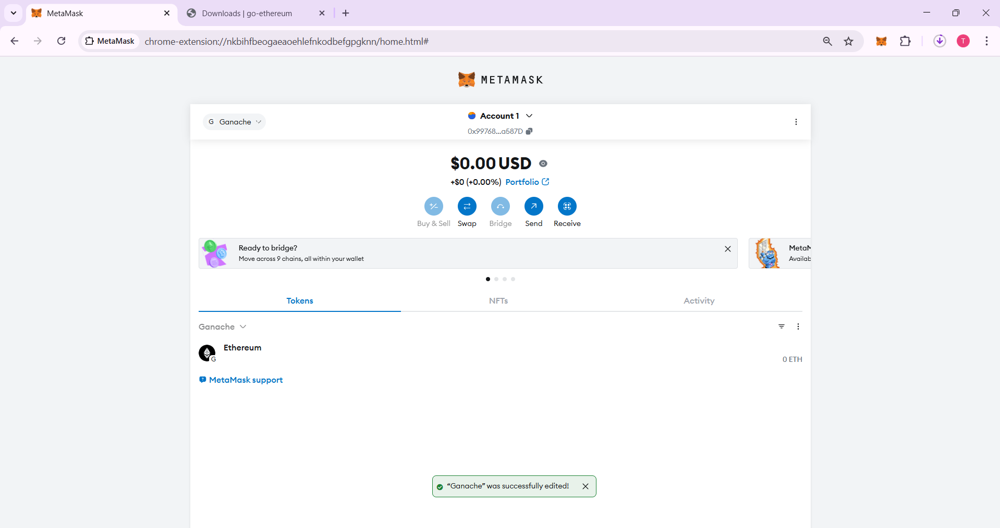 MetaMask
Downloads | go-ethereum
MetaMask
chrome-extension://nkbihfbeogaeaoehlefnkodbefgpgknn/home.html#
T
METAMASK
G Ganache
Account 1
0x99768...a587D
$0.00 USD
+$0 (+0.00%) Portfolio
Buy & Sell Swap Bridge Send Receive
Ready to bridge?
Move across 9 chains, all within your wallet
MetaM
Availab
Tokens NFTs Activity
Ganache
Ethereum
G
0 ETH
MetaMask support
“Ganache” was successfully edited!